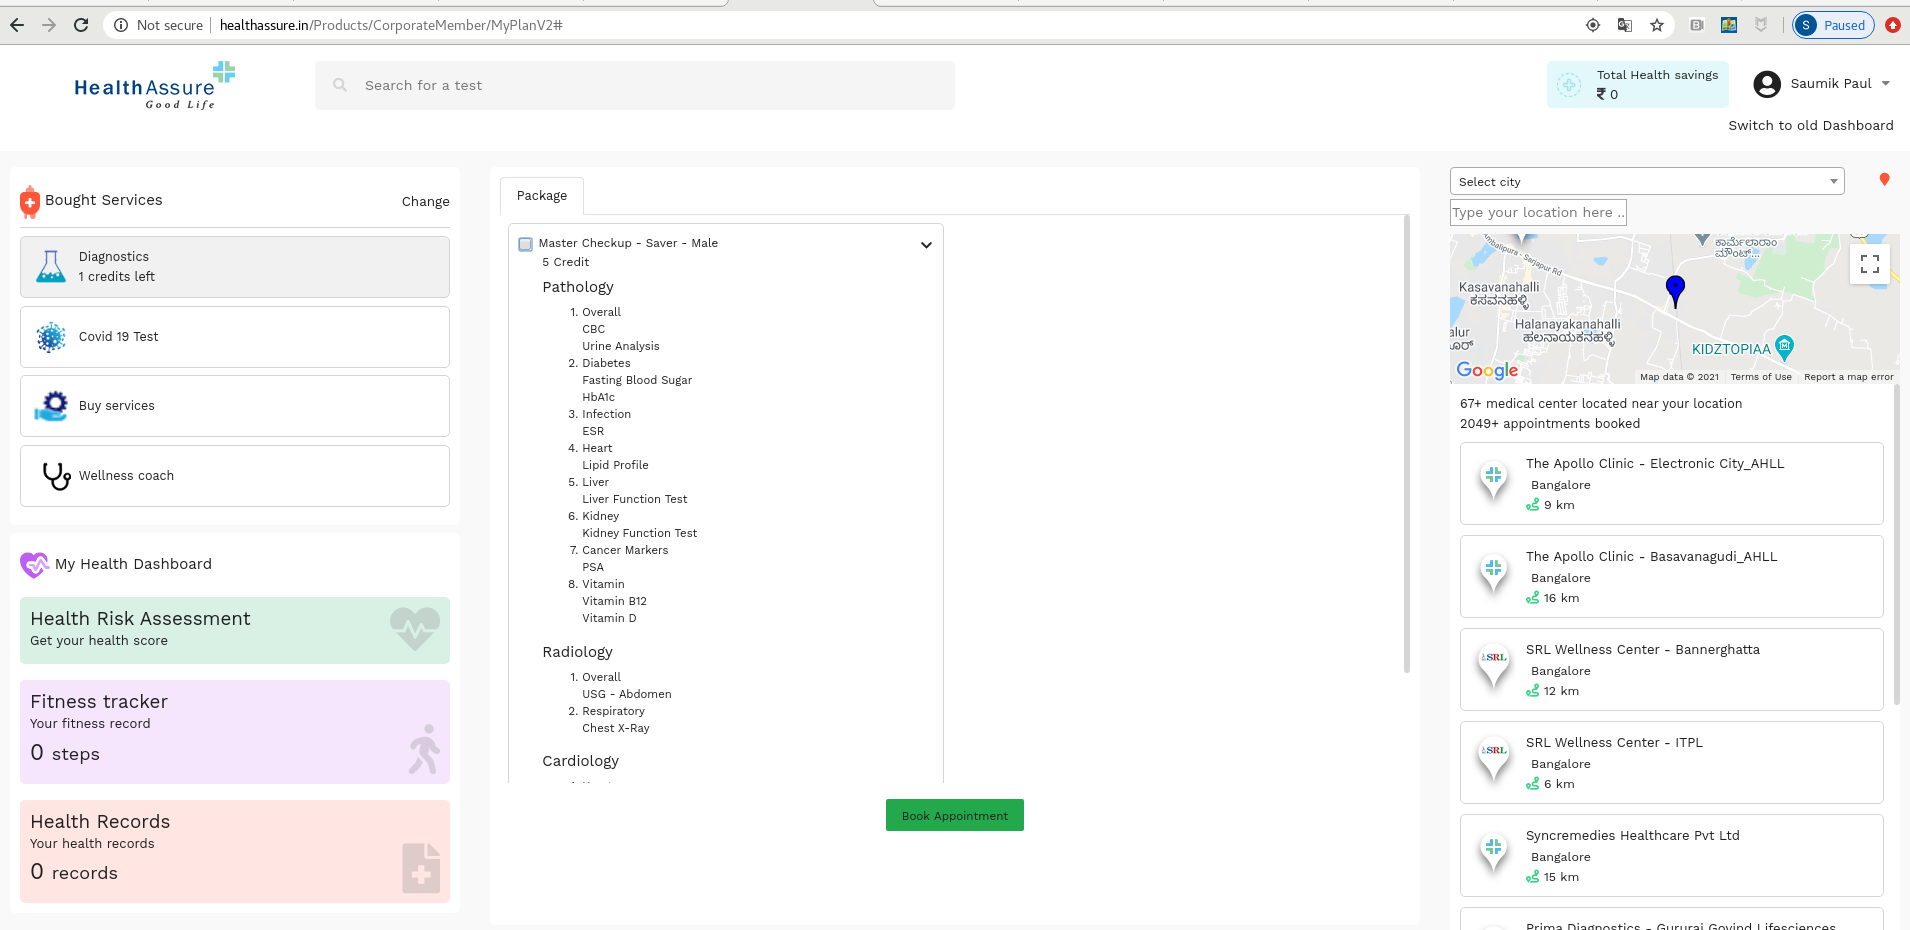 Not secure
healthassure.in/Products/CorporateMember/MyPlanV2#
S
Paused
HealthAssure
Good Life
Search for a test
Total Health savings
₹ 0
Saumik Paul
Switch to old Dashboard
Bought Services
Change
Diagnostics
1 credits left
Covid 19 Test
Buy services
Wellness coach
My Health Dashboard
Health Risk Assessment
Get your health score
Fitness tracker
Your fitness record
0 steps
Health Records
Your health records
0 records
Package
Master Checkup - Saver - Male
5 Credit
Pathology
1. Overall
CBC
Urine Analysis
2. Diabetes
Fasting Blood Sugar
HbA1c
3. Infection
ESR
4. Heart
Lipid Profile
5. Liver
Liver Function Test
6. Kidney
Kidney Function Test
7. Cancer Markers
PSA
8. Vitamin
Vitamin B12
Vitamin D
Radiology
1. Overall
USG - Abdomen
2. Respiratory
Chest X-Ray
Cardiology
Book Appointment
Select city
Type your location here ..
Sarjapur Rd
ಕಾರ್ಮೆಲಾರಾಂ
ಮೌಂಟ್...
Kasavanahalli
ಕಸವನಹಳ್ಳಿ
Halanayakanahalli
ಹಲನಾಯಕನಹಳ್ಳಿ
KIDZTOPIAA
Google
Map data © 2021
Terms of Use
Report a map error
67+ medical center located near your location
2049+ appointments booked
The Apollo Clinic - Electronic City_AHLL
Bangalore
9 km
The Apollo Clinic - Basavanagudi_AHLL
Bangalore
16 km
SRL
SRL Wellness Center - Bannerghatta
Bangalore
12 km
SRL
SRL Wellness Center - ITPL
Bangalore
6 km
Syncremedies Healthcare Pvt Ltd
Bangalore
15 km
Prima Diagnostics - Gururaj Govind Lifesciences